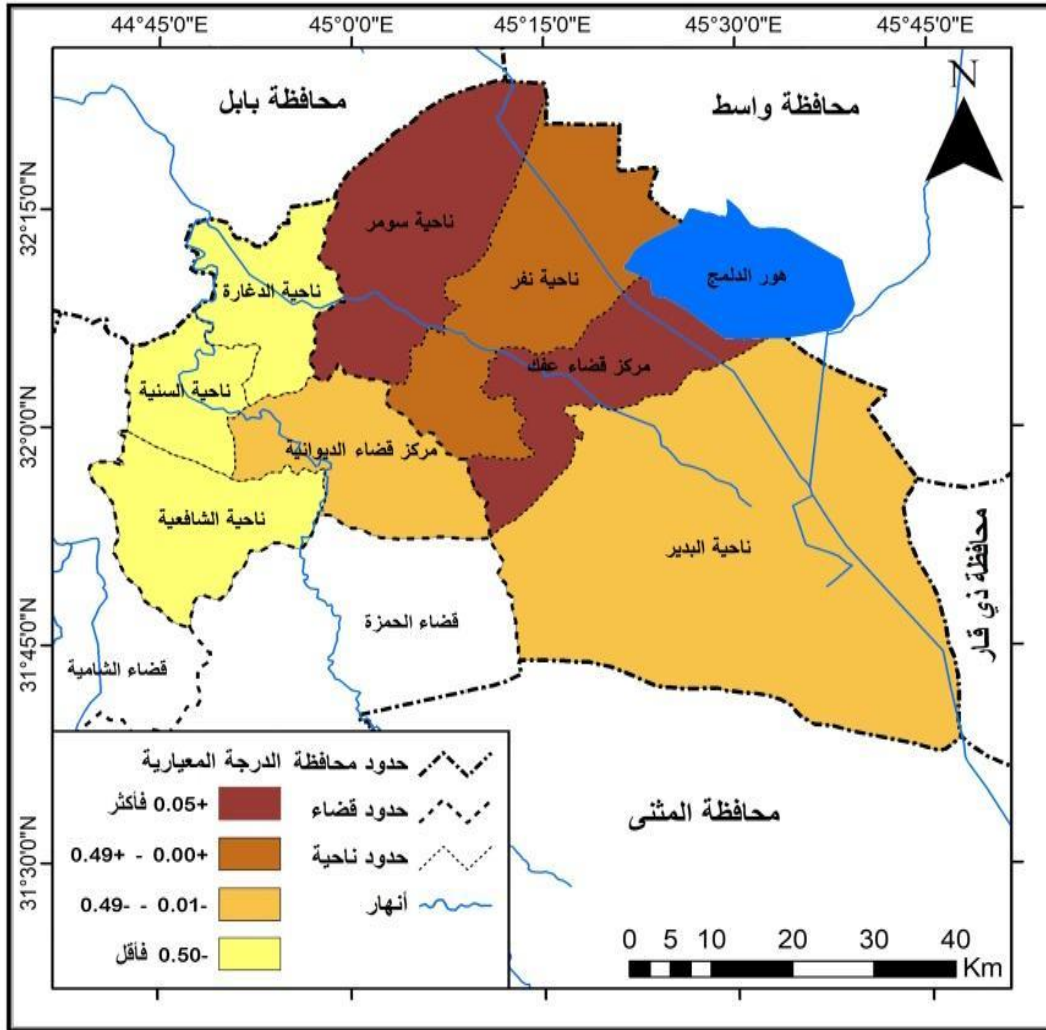 44°45'0"E
45°0'0"E
45°15'0"E
45°30'0"E
45°45'0"E
N
محافظة بابل
محافظة واسط
32°15'0"N
32°0'0"N
31°45'0"N
31°30'0"N
ناحية سومر
ناحية نفر
هور الدلمج
ناحية الدغارة
مركز قضاء عفك
ناحية السنية
مركز قضاء الديوانية
ناحية الشافعية
ناحية البدير
محافظة ذي قار
قضاء الحمزة
قضاء الشامية
محافظة المثنى
حدود محافظة
حدود قضاء
حدود ناحية
أنهار
الدرجة المعيارية
+0.05 فأكثر
+0.00 - +0.49
-0.01 - -0.49
-0.50 فأقل
0 5 10 20 30 40
Km